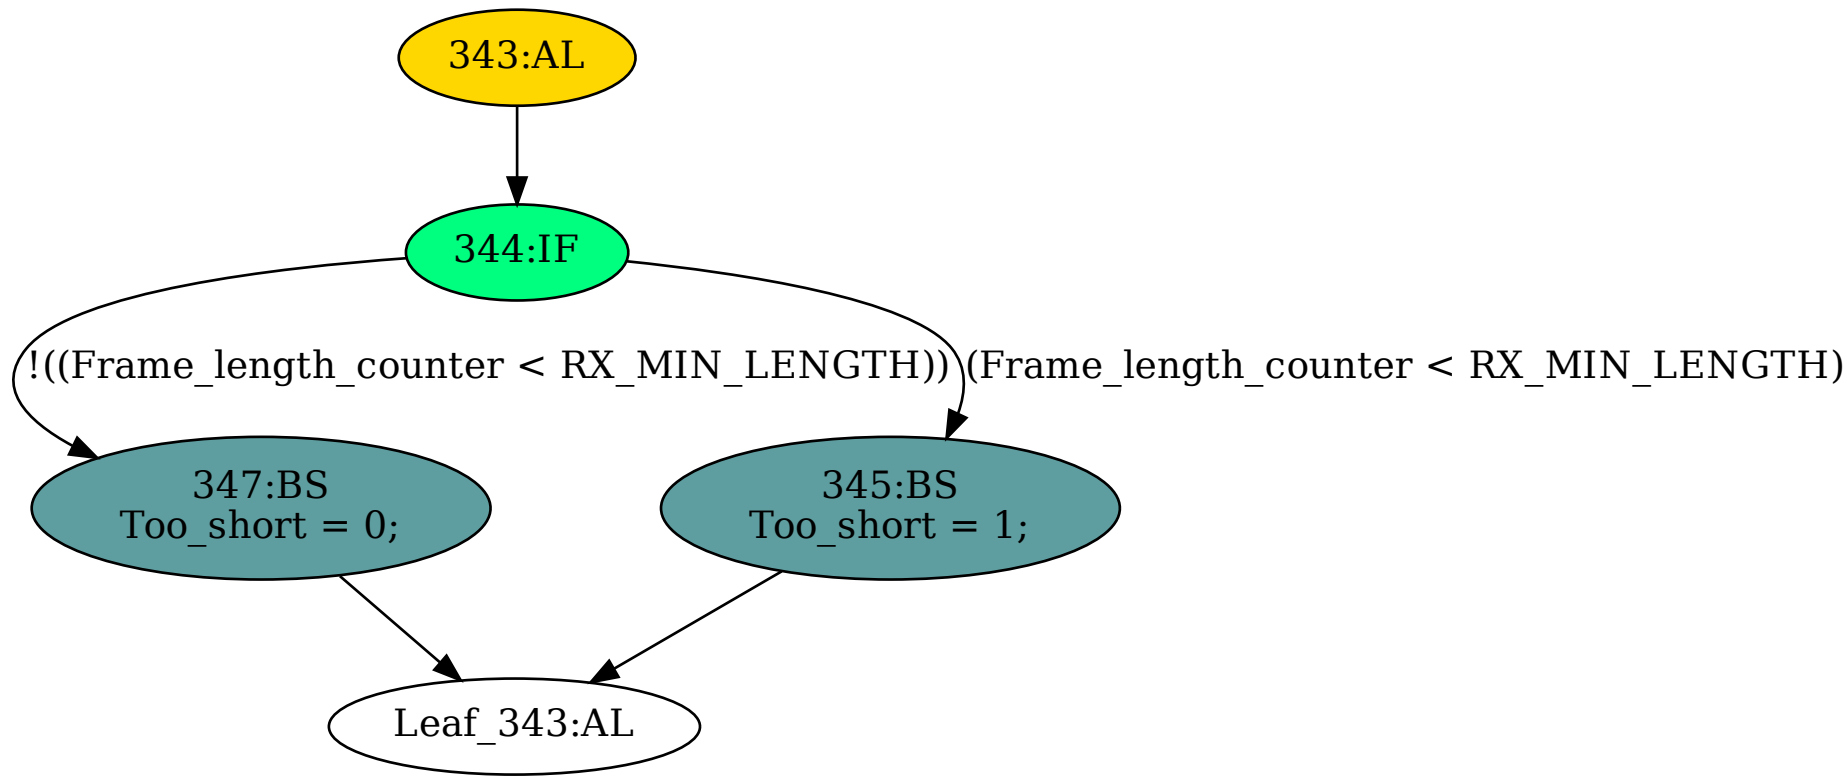 343:AL
344:IF
!((Frame_length_counter < RX_MIN_LENGTH))
(Frame_length_counter < RX_MIN_LENGTH)
347:BS
Too_short = 0;
345:BS
Too_short = 1;
Leaf_343:AL